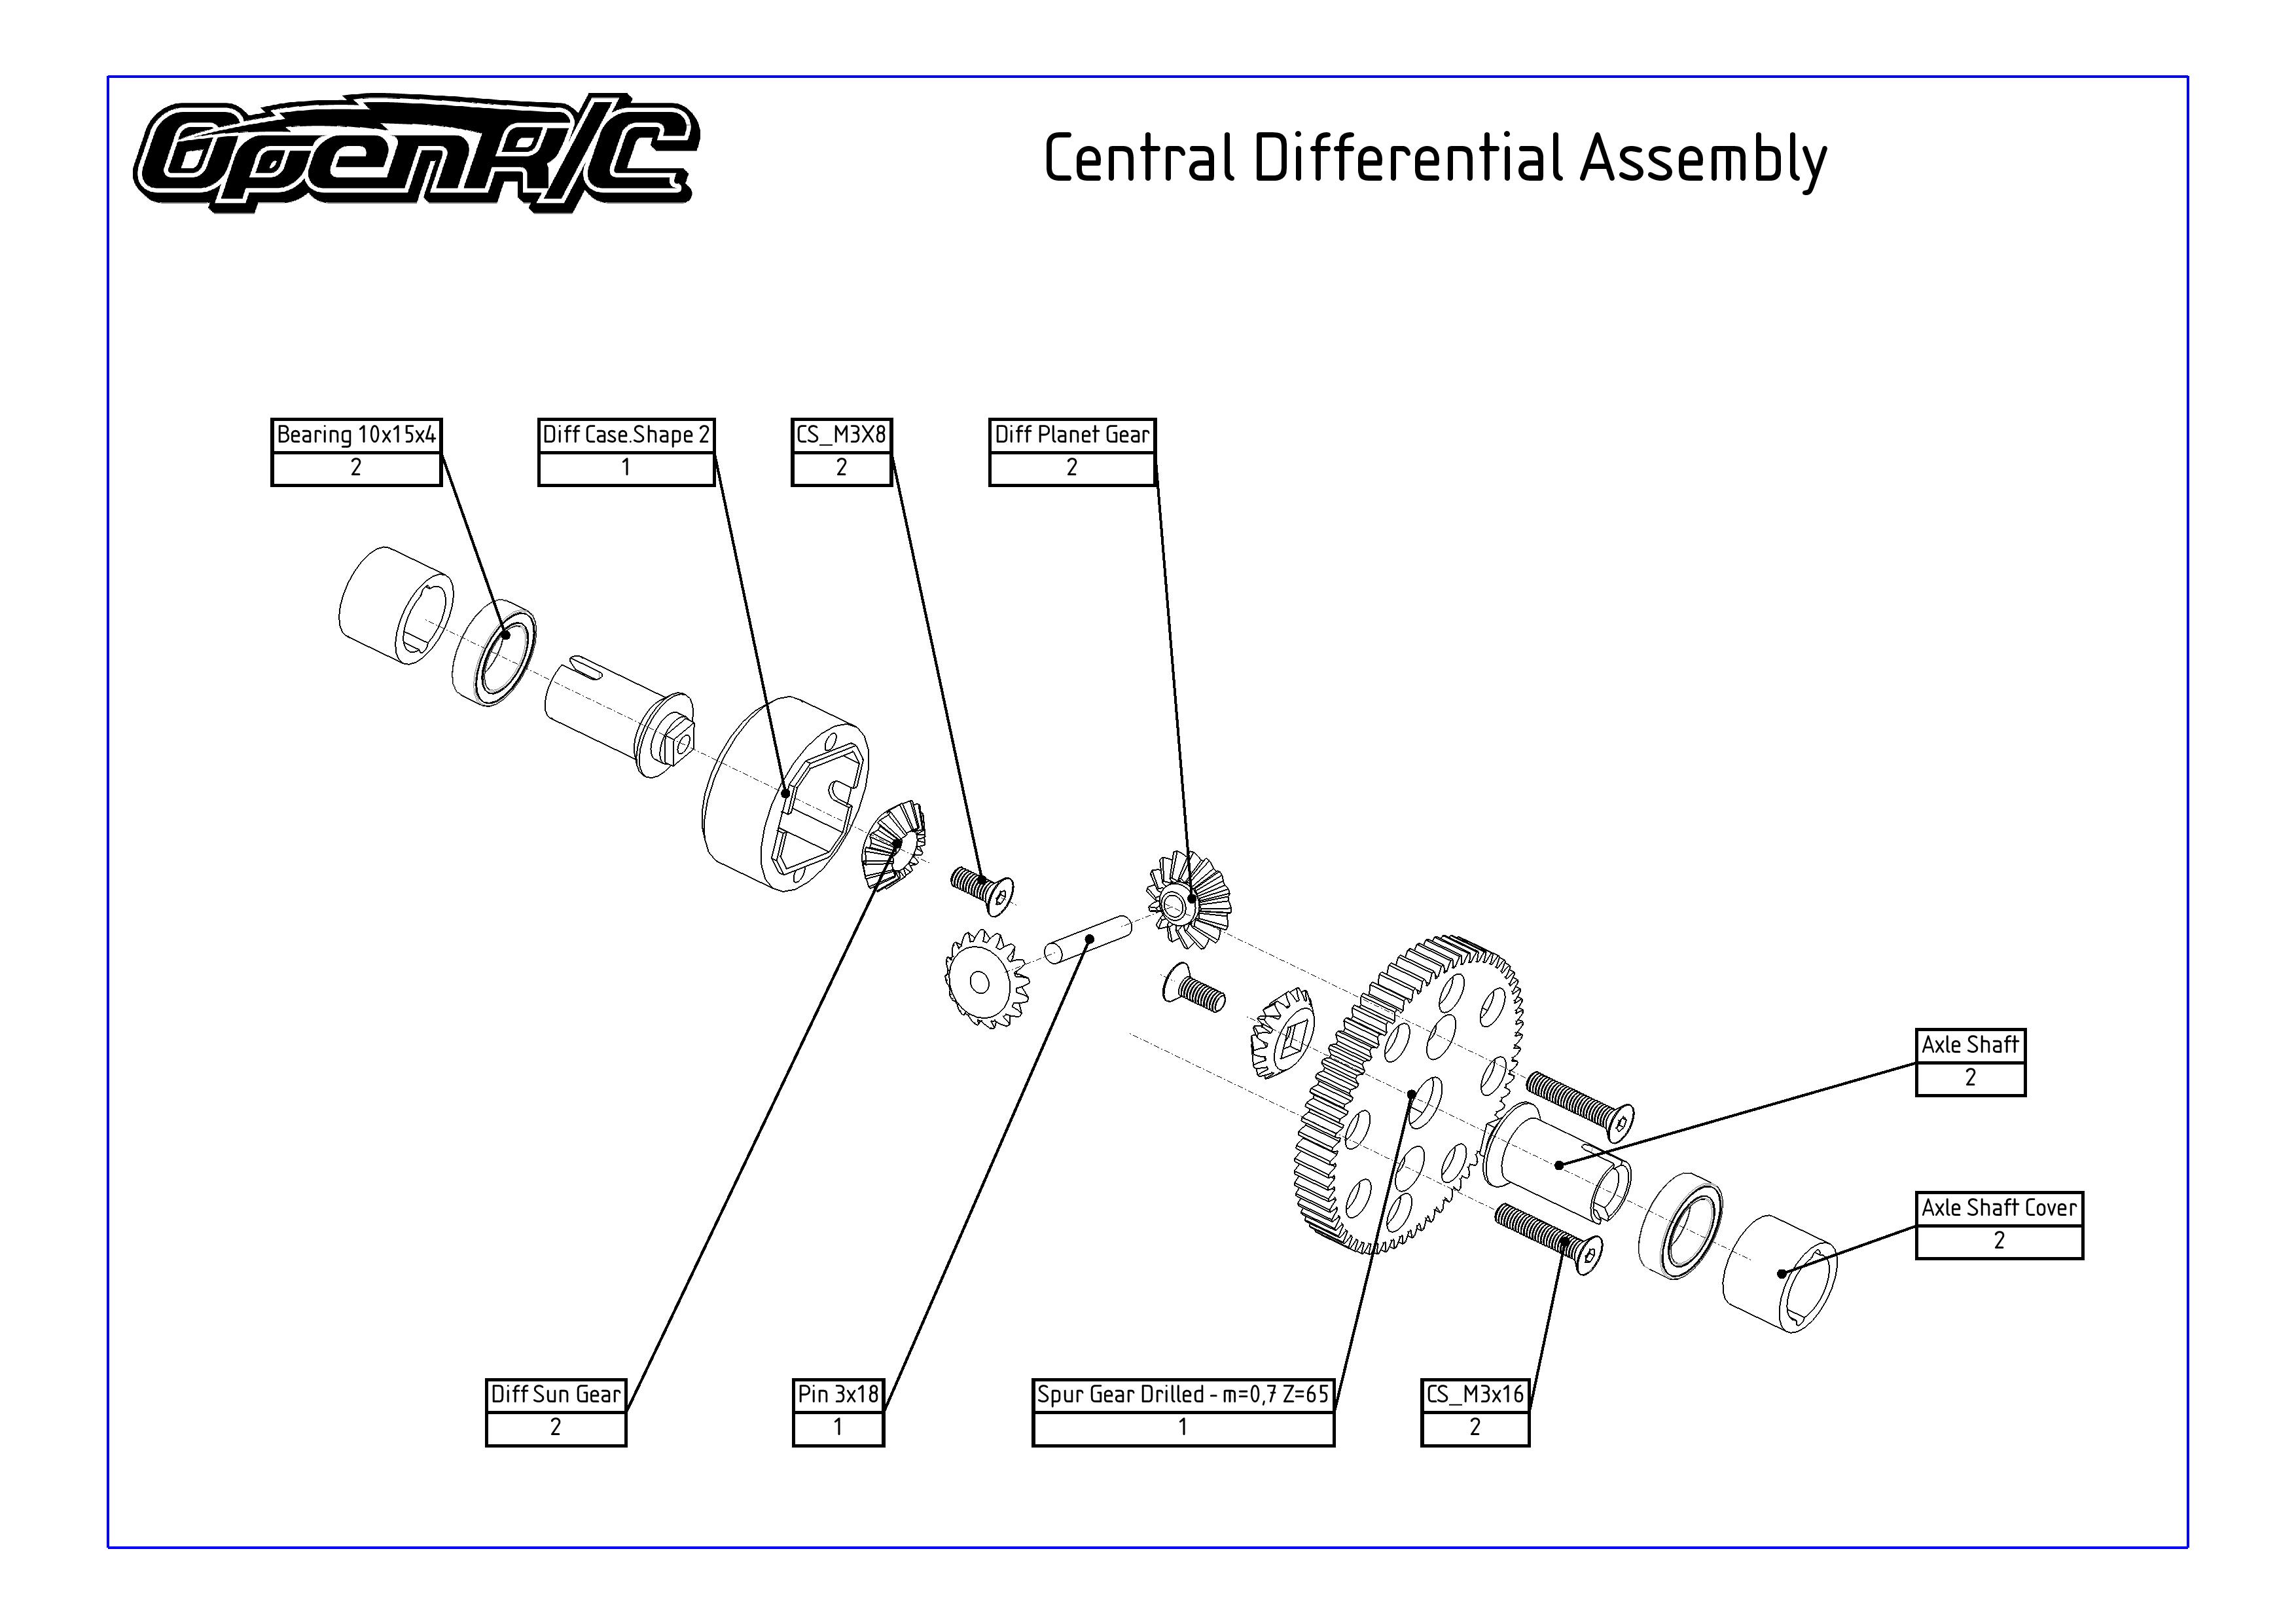 OpenR/C
Central Differential Assembly
Bearing 10x15x4
2
Diff Case.Shape 2
1
CS_M3X8
2
Diff Planet Gear
2
Axle Shaft
2
Axle Shaft Cover
2
Diff Sun Gear
2
Pin 3x18
1
Spur Gear Drilled - m=0,7 Z=65
1
CS_M3x16
2